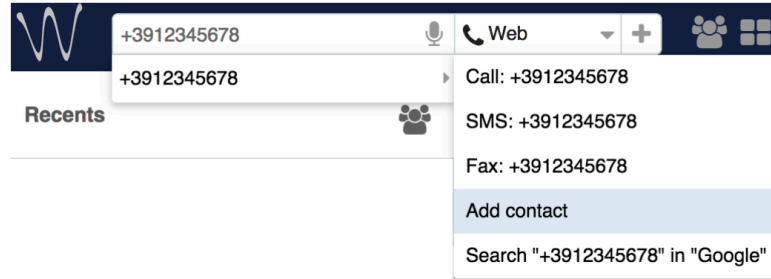 +3912345678
Web
+3912345678
Call: +3912345678
Recents
SMS: +3912345678
Fax: +3912345678
Add contact
Search "+3912345678" in "Google"